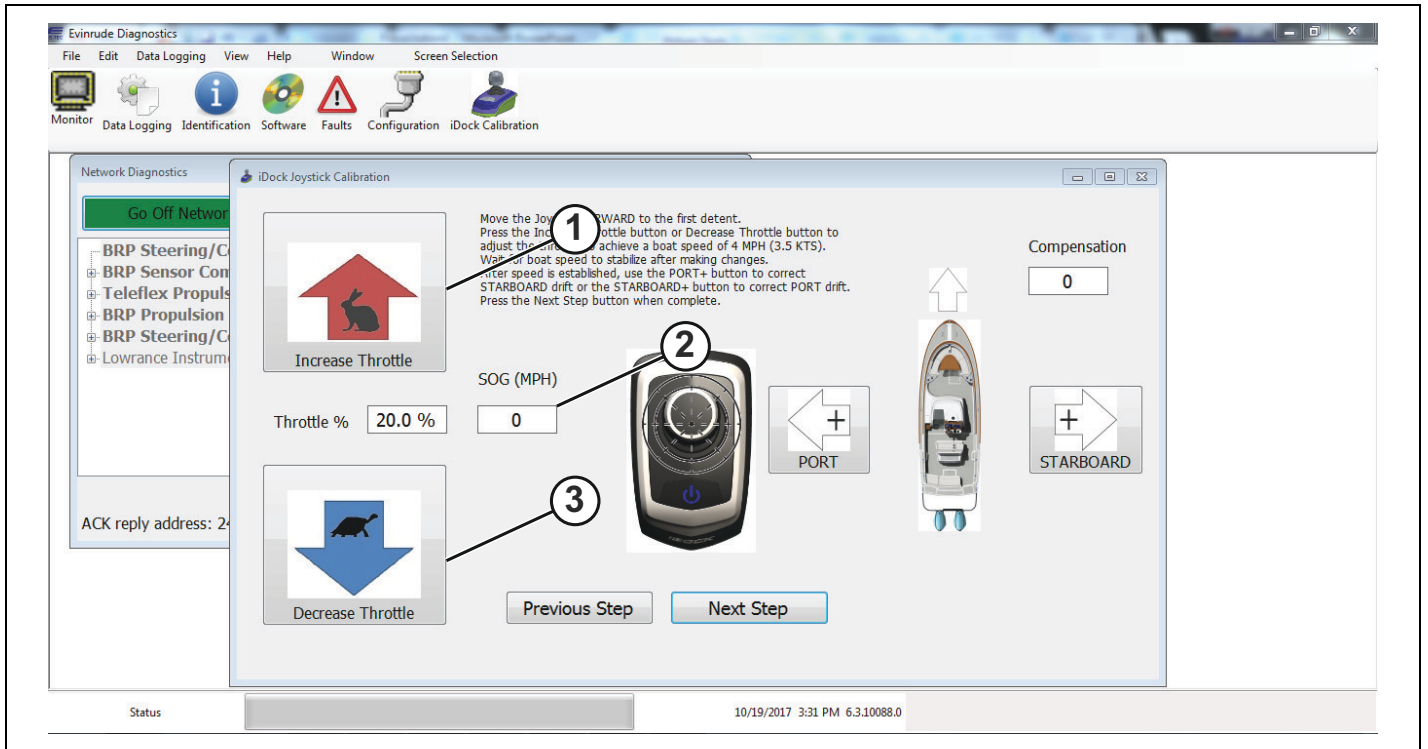 Evinrude Diagnostics
File Edit Data Logging View Help Window Screen Selection
Monitor Data Logging Identification Software Faults Configuration iDock Calibration
Network Diagnostics
iDock Joystick Calibration
Go Off Networ
BRP Steering/C
BRP Sensor Con
Teleflex Propuls
BRP Propulsion
BRP Steering/C
Lowrance Instrum
ACK reply address: 24
Move the Joy RWARD to the first detent.
Press the Inc ottle button or Decrease Throttle button to
adjust the achieve a boat speed of 4 MPH (3.5 KTS).
Wait for boat speed to stabilize after making changes.
After speed is established, use the PORT+ button to correct
STARBOARD drift or the STARBOARD+ button to correct PORT drift.
Press the Next Step button when complete.
1
Increase Throttle
Compensation
0
2
SOG (MPH)
Throttle % 20.0 %
0
+
PORT
+
STARBOARD
3
Decrease Throttle
Previous Step Next Step
Status
10/19/2017 3:31 PM 6.3.10088.0